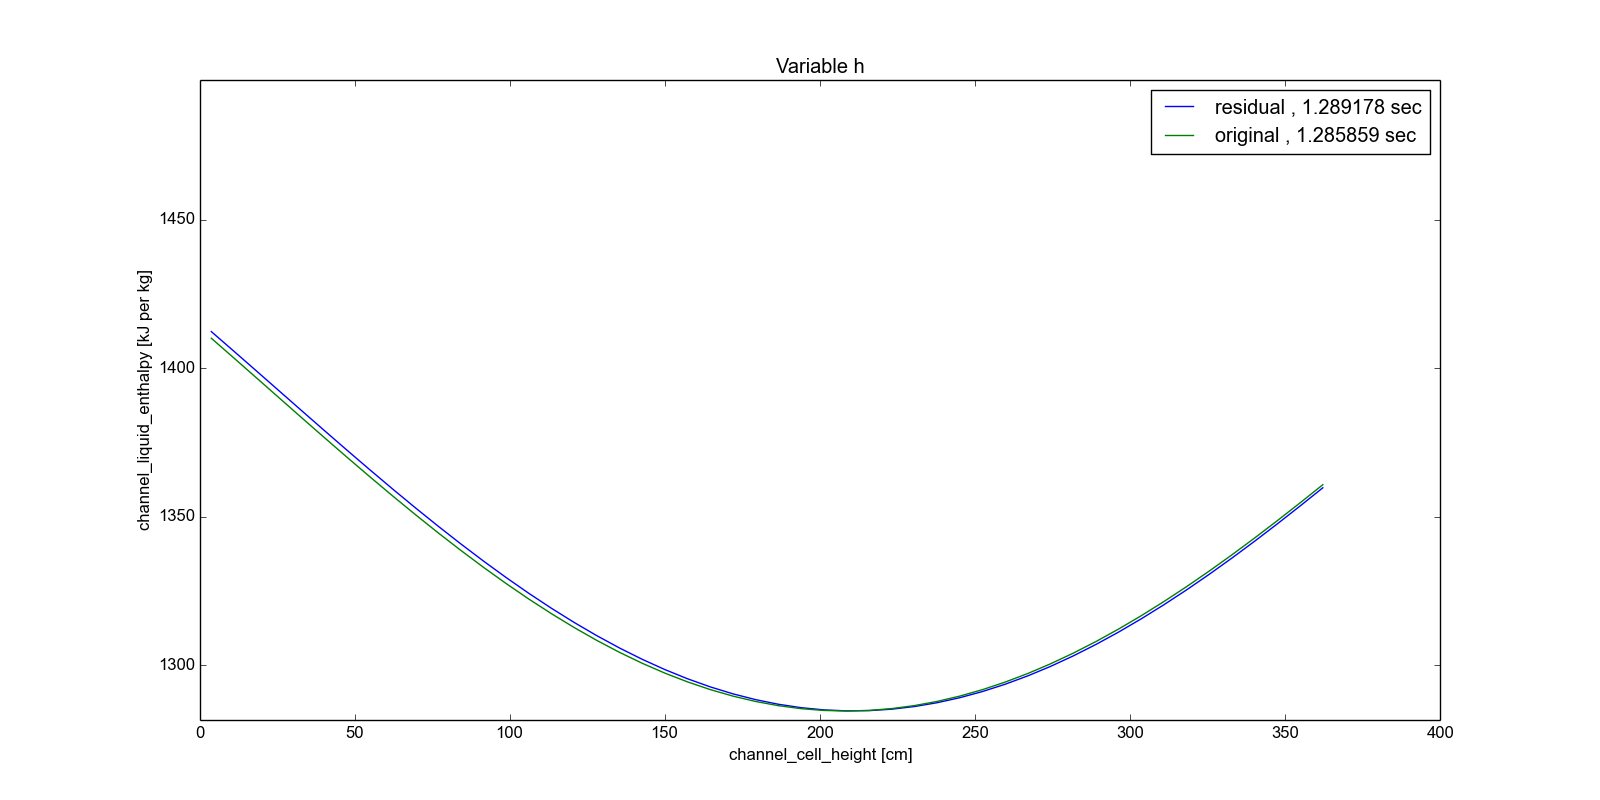 Variable h
residual , 1.289178 sec
original , 1.285859 sec
channel_liquid_enthalpy [kJ per kg]
1450
1400
1350
1300
0 50 100 150 200 250 300 350 400
channel_cell_height [cm]